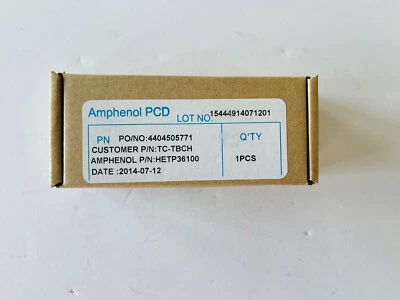 Amphenol PCD
LOT NO. 15444914071201
PN PO/NO:4404505771 Q'TY
CUSTOMER P/N:TC-TBCH
AMPHENOL P/N:HETP36100 1PCS
DATE :2014-07-12